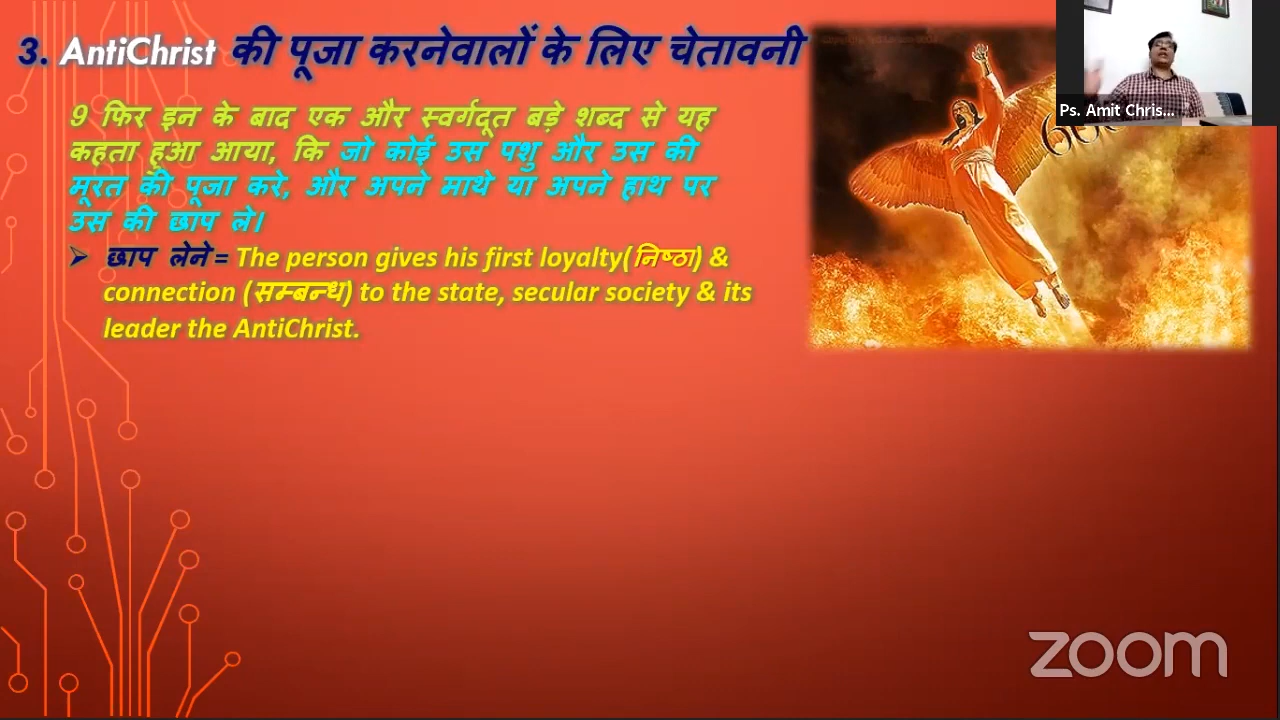 3. AntiChrist की पूजा करनेवालों के लिए चेतावनी
9 फिर इन के बाद एक और स्वर्गदूत बड़े शब्द से यह
कहता हुआ आया, कि जो कोई उस पशु और उस की
मूरत की पूजा करे, और अपने माथे या अपने हाथ पर
उस की छाप ले।
➤ छाप लेने = The person gives his first loyalty(निष्ठा) &
connection (सम्बन्ध) to the state, secular society & its
leader the AntiChrist.
Ps. Amit Chris...
zoom